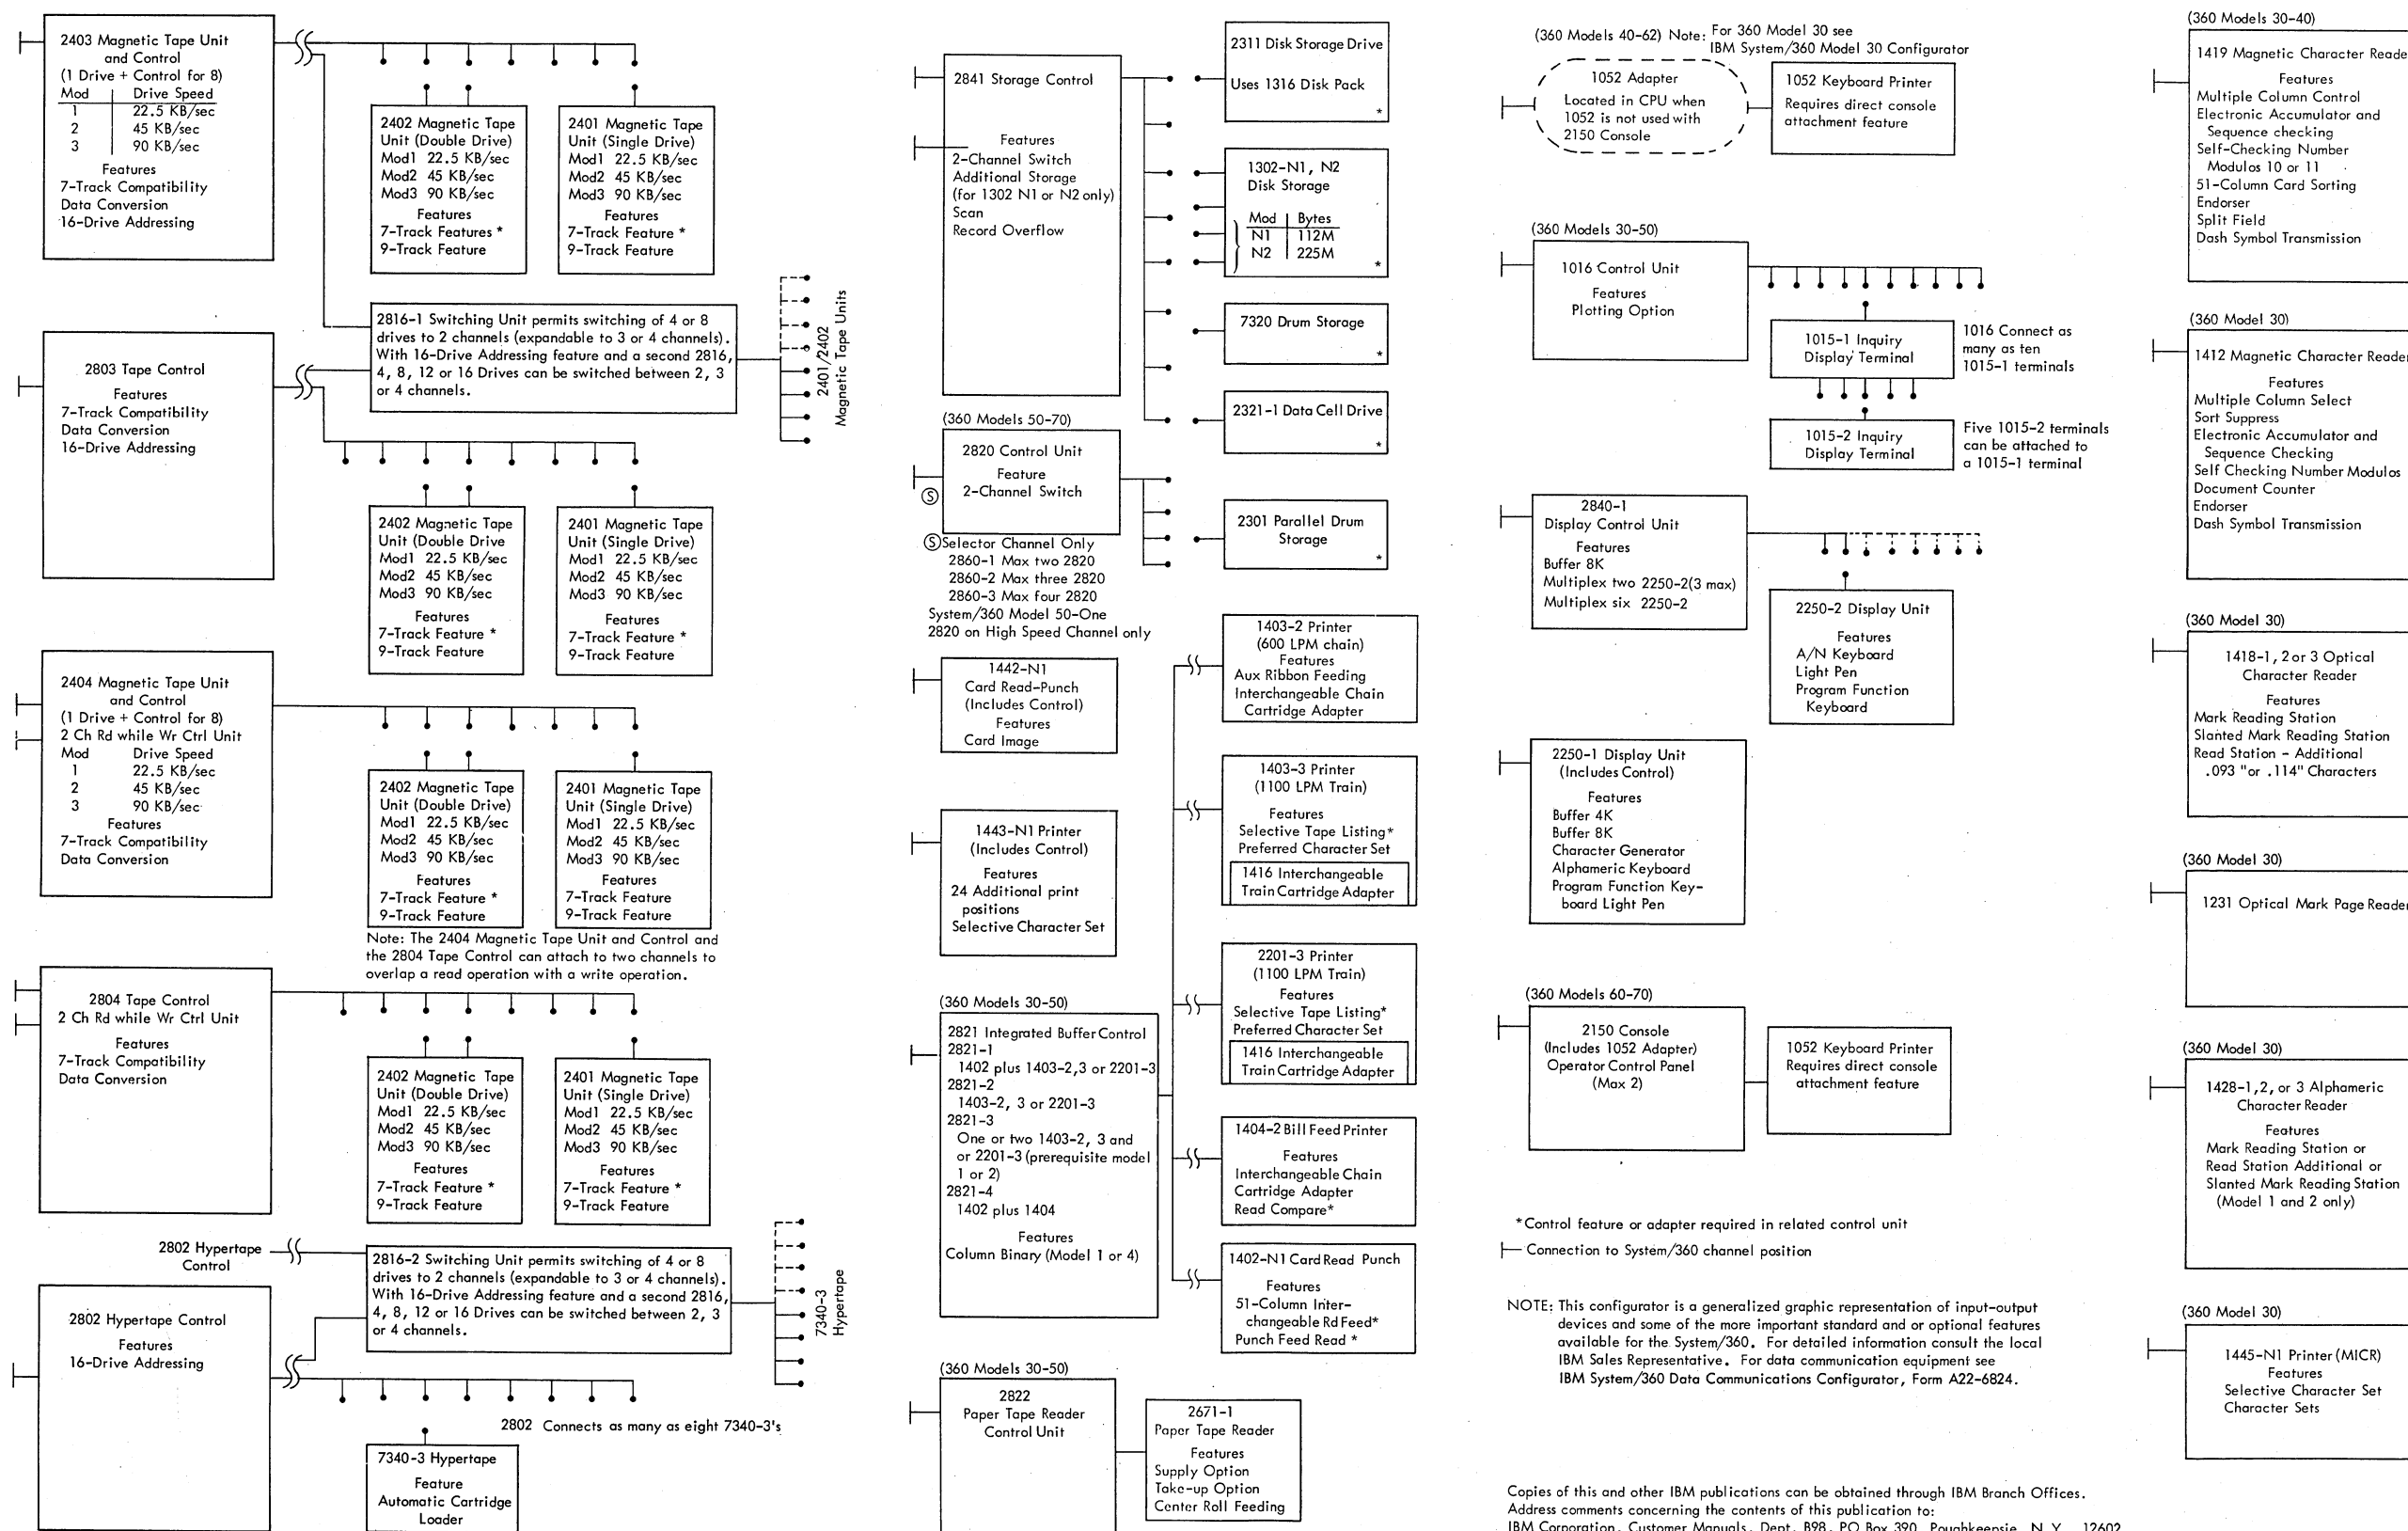 2403 Magnetic Tape Unit
and Control
(1 Drive + Control for 8)
Mod Drive Speed
1 22.5 KB/sec
2 45 KB/sec
3 90 KB/sec
Features
7-Track Compatibility
Data Conversion
16-Drive Addressing
2402 Magnetic Tape
Unit (Double Drive)
Mod1 22.5 KB/sec
Mod2 45 KB/sec
Mod3 90 KB/sec
Features
7-Track Features *
9-Track Feature
2401 Magnetic Tape
Unit (Single Drive)
Mod1 22.5 KB/sec
Mod2 45 KB/sec
Mod3 90 KB/sec
Features
7-Track Feature *
9-Track Feature
2816-1 Switching Unit permits switching of 4 or 8
drives to 2 channels (expandable to 3 or 4 channels).
With 16-Drive Addressing feature and a second 2816,
4, 8, 12 or 16 Drives can be switched between 2, 3
or 4 channels.
2401/2402
Magnetic Tape Units
2803 Tape Control
Features
7-Track Compatibility
Data Conversion
16-Drive Addressing
2402 Magnetic Tape
Unit (Double Drive
Mod1 22.5 KB/sec
Mod2 45 KB/sec
Mod3 90 KB/sec
Features
7-Track Feature *
9-Track Feature
2401 Magnetic Tape
Unit (Single Drive)
Mod1 22.5 KB/sec
Mod2 45 KB/sec
Mod3 90 KB/sec
Features
7-Track Feature *
9-Track Feature
2404 Magnetic Tape Unit
and Control
(1 Drive + Control for 8)
2 Ch Rd while Wr Ctrl Unit
Mod Drive Speed
1 22.5 KB/sec
2 45 KB/sec
3 90 KB/sec
Features
7-Track Compatibility
Data Conversion
2402 Magnetic Tape
Unit (Double Drive)
Mod1 22.5 KB/sec
Mod2 45 KB/sec
Mod3 90 KB/sec
Features
7-Track Feature *
9-Track Feature
2401 Magnetic Tape
Unit (Single Drive)
Mod1 22.5 KB/sec
Mod2 45 KB/sec
Mod3 90 KB/sec
Features
7-Track Feature
9-Track Feature
Note: The 2404 Magnetic Tape Unit and Control and
the 2804 Tape Control can attach to two channels to
overlap a read operation with a write operation.
2804 Tape Control
2 Ch Rd while Wr Ctrl Unit
Features
7-Track Compatibility
Data Conversion
2402 Magnetic Tape
Unit (Double Drive)
Mod1 22.5 KB/sec
Mod2 45 KB/sec
Mod3 90 KB/sec
Features
7-Track Feature *
9-Track Feature
2401 Magnetic Tape
Unit (Single Drive)
Mod1 22.5 KB/sec
Mod2 45 KB/sec
Mod3 90 KB/sec
Features
7-Track Feature *
9-Track Feature
2802 Hypertape
Control
2816-2 Switching Unit permits switching of 4 or 8
drives to 2 channels (expandable to 3 or 4 channels).
With 16-Drive Addressing feature and a second 2816,
4, 8, 12 or 16 Drives can be switched between 2, 3
or 4 channels.
7340-3
Hypertape
2802 Hypertape Control
Features
16-Drive Addressing
2802 Connects as many as eight 7340-3's
7340-3 Hypertape
Feature
Automatic Cartridge
Loader
2841 Storage Control
Features
2-Channel Switch
Additional Storage
(for 1302 N1 or N2 only)
Scan
Record Overflow
2311 Disk Storage Drive
Uses 1316 Disk Pack
*
1302-N1, N2
Disk Storage
Mod Bytes
N1 112M
N2 225M
*
7320 Drum Storage
*
2321-1 Data Cell Drive
*
(360 Models 50-70)
2820 Control Unit
Feature
2-Channel Switch
Ⓢ
2301 Parallel Drum
Storage
*
ⓈSelector Channel Only
2860-1 Max two 2820
2860-2 Max three 2820
2860-3 Max four 2820
System/360 Model 50-One
2820 on High Speed Channel only
1442-N1
Card Read-Punch
(Includes Control)
Features
Card Image
1443-N1 Printer
(Includes Control)
Features
24 Additional print
positions
Selective Character Set
(360 Models 30-50)
2821 Integrated Buffer Control
2821-1
1402 plus 1403-2,3 or 2201-3
2821-2
1403-2, 3 or 2201-3
2821-3
One or two 1403-2, 3 and
or 2201-3 (prerequisite model
1 or 2)
2821-4
1402 plus 1404
Features
Column Binary (Model 1 or 4)
1403-2 Printer
(600 LPM chain)
Features
Aux Ribbon Feeding
Interchangeable Chain
Cartridge Adapter
1403-3 Printer
(1100 LPM Train)
Features
Selective Tape Listing*
Preferred Character Set
1416 Interchangeable
Train Cartridge Adapter
2201-3 Printer
(1100 LPM Train)
Features
Selective Tape Listing*
Preferred Character Set
1416 Interchangeable
Train Cartridge Adapter
1404-2 Bill Feed Printer
Features
Interchangeable Chain
Cartridge Adapter
Read Compare*
1402-N1 Card Read Punch
Features
51-Column Inter-
changeable Rd Feed*
Punch Feed Read *
(360 Models 30-50)
2822
Paper Tape Reader
Control Unit
2671-1
Paper Tape Reader
Features
Supply Option
Take-up Option
Center Roll Feeding
(360 Models 40-62) Note: For 360 Model 30 see
IBM System/360 Model 30 Configurator
1052 Adapter
Located in CPU when
1052 is not used with
2150 Console
1052 Keyboard Printer
Requires direct console
attachment feature
(360 Models 30-50)
1016 Control Unit
Features
Plotting Option
1015-1 Inquiry
Display Terminal
1016 Connect as
many as ten
1015-1 terminals
1015-2 Inquiry
Display Terminal
Five 1015-2 terminals
can be attached to
a 1015-1 terminal
2840-1
Display Control Unit
Features
Buffer 8K
Multiplex two 2250-2(3 max)
Multiplex six 2250-2
2250-2 Display Unit
Features
A/N Keyboard
Light Pen
Program Function
Keyboard
2250-1 Display Unit
(Includes Control)
Features
Buffer 4K
Buffer 8K
Character Generator
Alphameric Keyboard
Program Function Key-
board Light Pen
(360 Models 60-70)
2150 Console
(Includes 1052 Adapter)
Operator Control Panel
(Max 2)
1052 Keyboard Printer
Requires direct console
attachment feature
*Control feature or adapter required in related control unit
Connection to System/360 channel position
NOTE: This configurator is a generalized graphic representation of input-output
devices and some of the more important standard and or optional features
available for the System/360. For detailed information consult the local
IBM Sales Representative. For data communication equipment see
IBM System/360 Data Communications Configurator, Form A22-6824.
Copies of this and other IBM publications can be obtained through IBM Branch Offices.
Address comments concerning the contents of this publication to:
IBM Corporation, Customer Manuals, Dept. B98, PO Box 390, Poughkeepsie, N. Y. 12602
(360 Models 30-40)
1419 Magnetic Character Reade
Features
Multiple Column Control
Electronic Accumulator and
Sequence checking
Self-Checking Number
Modulos 10 or 11
51-Column Card Sorting
Endorser
Split Field
Dash Symbol Transmission
(360 Model 30)
1412 Magnetic Character Reader
Features
Multiple Column Select
Sort Suppress
Electronic Accumulator and
Sequence Checking
Self Checking Number Modulos
Document Counter
Endorser
Dash Symbol Transmission
(360 Model 30)
1418-1, 2 or 3 Optical
Character Reader
Features
Mark Reading Station
Slanted Mark Reading Station
Read Station - Additional
.093 "or .114" Characters
(360 Model 30)
1231 Optical Mark Page Reader
(360 Model 30)
1428-1,2, or 3 Alphameric
Character Reader
Features
Mark Reading Station or
Read Station Additional or
Slanted Mark Reading Station
(Model 1 and 2 only)
(360 Model 30)
1445-N1 Printer (MICR)
Features
Selective Character Set
Character Sets